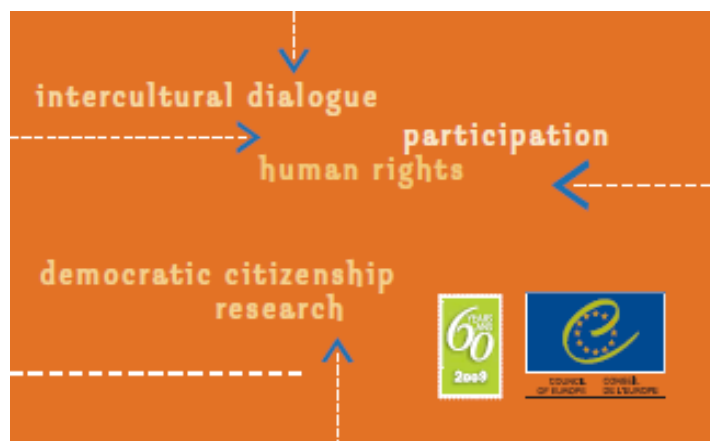 intercultural dialogue
participation
human rights
democratic citizenship
research
60
YEARS
ANS
2009
COUNCIL OF EUROPE
CONSEIL DE L'EUROPE